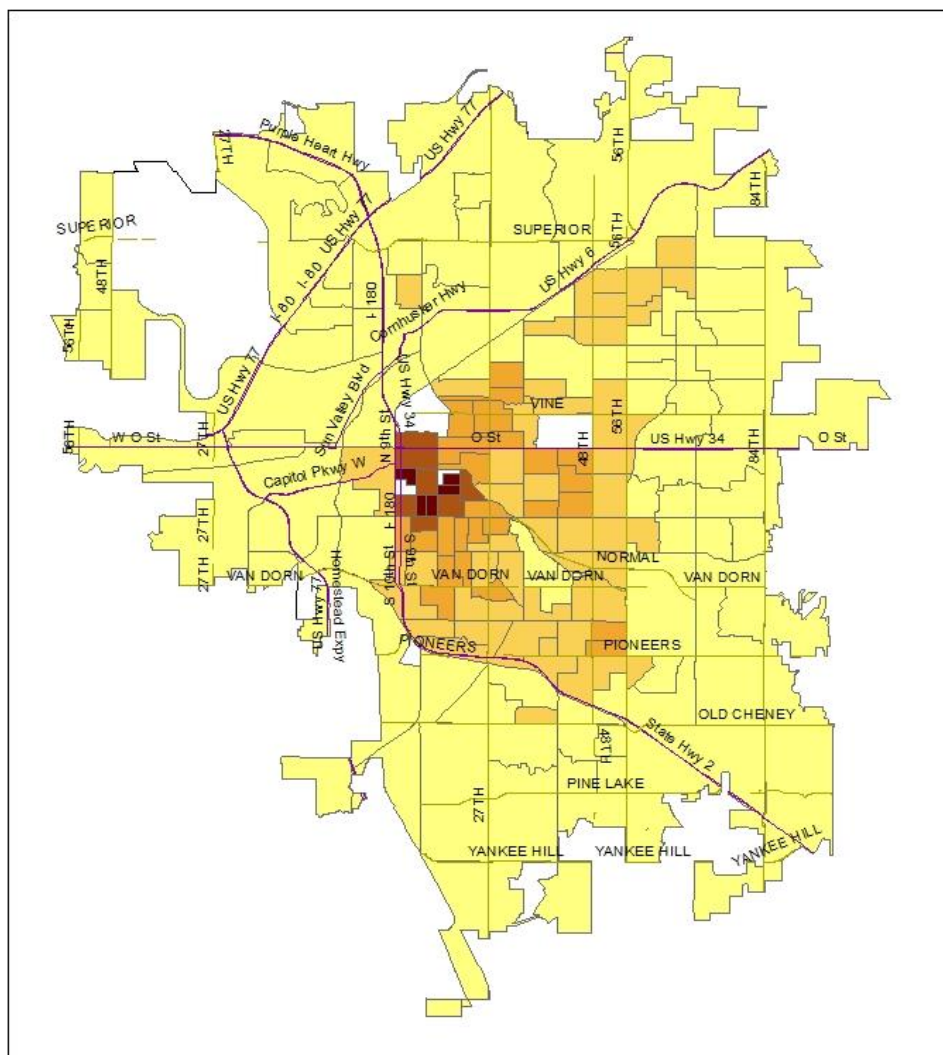 Purple Heart Hwy
27TH
US Hwy 77
56TH
84TH
SUPERIOR
48TH
56TH
I-80
I-80
US Hwy 77
SUPERIOR
56TH
US Hwy 6
I-180
Cornhusker Hwy
US Hwy 77
Sun Valley Blvd
US Hwy 34
VINE
56TH
56TH
W O St
27TH
N 9th St
O St
48TH
US Hwy 34
84TH
O St
Capitol Pkwy W
I-180
27TH
27TH
VAN DORN
US Hwy 77
Homestead Expy
S 10th St
S 9th St
VAN DORN
VAN DORN
NORMAL
VAN DORN
PIONEERS
PIONEERS
OLD CHENEY
48TH
State Hwy 2
PINE LAKE
27TH
YANKEE HILL
YANKEE HILL
YANKEE HILL